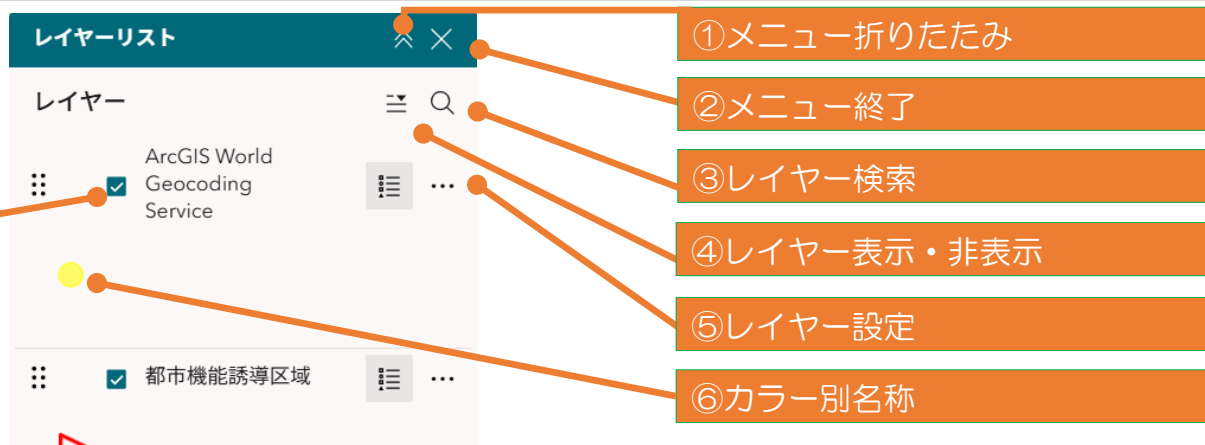 レイヤーリスト
レイヤー
ArcGIS World
Geocoding
Service
都市機能誘導区域
①メニュー折りたたみ
②メニュー終了
③レイヤー検索
④レイヤー表示・非表示
⑤レイヤー設定
⑥カラー別名称